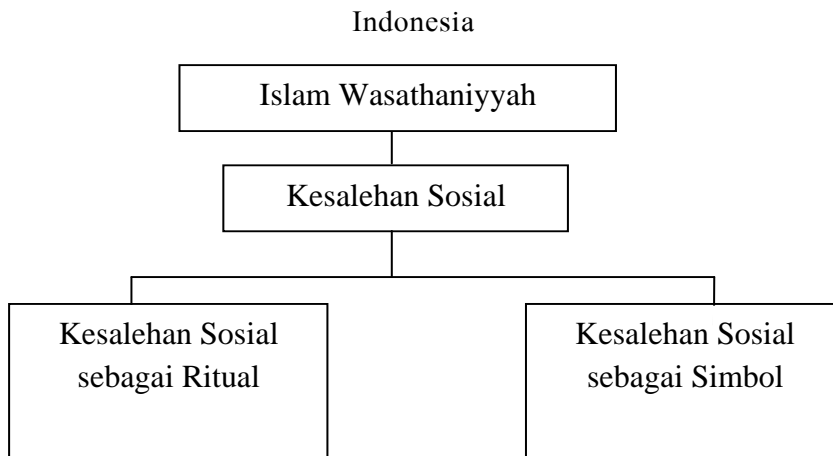 Indonesia
Islam Wasathaniyyah
Kesalehan Sosial
Kesalehan Sosial
sebagai Ritual
Kesalehan Sosial
sebagai Simbol